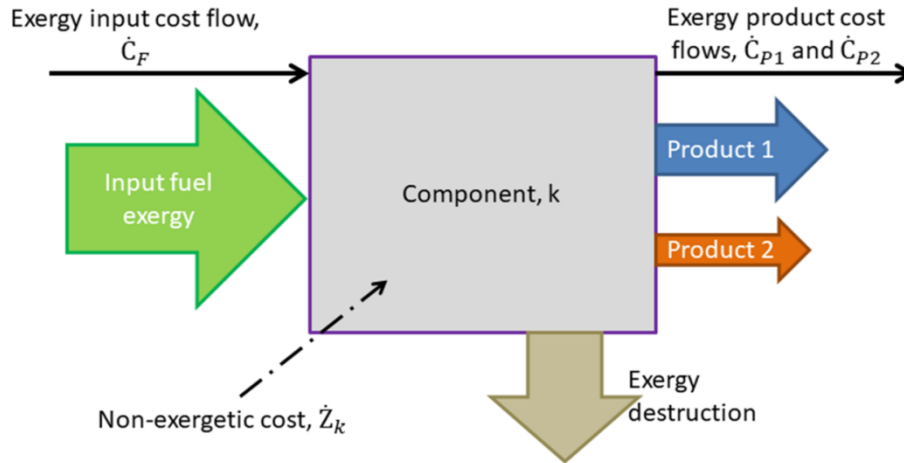 Exergy input cost flow,
Ċ_F
Exergy product cost
flows, Ċ_P1 and Ċ_P2
Input fuel
exergy
Component, k
Product 1
Product 2
Non-exergetic cost, Ż_k
Exergy
destruction